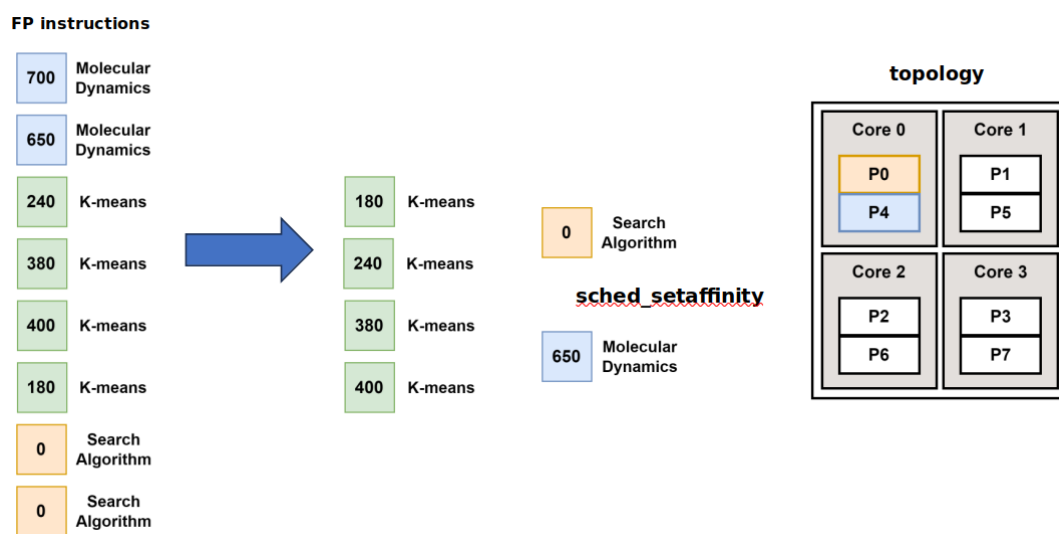 FP instructions
700
Molecular
Dynamics
650
Molecular
Dynamics
240
K-means
380
K-means
400
K-means
180
K-means
0
Search
Algorithm
0
Search
Algorithm
180
K-means
240
K-means
380
K-means
400
K-means
0
Search
Algorithm
sched_setaffinity
650
Molecular
Dynamics
topology
Core 0
P0
P4
Core 1
P1
P5
Core 2
P2
P6
Core 3
P3
P7